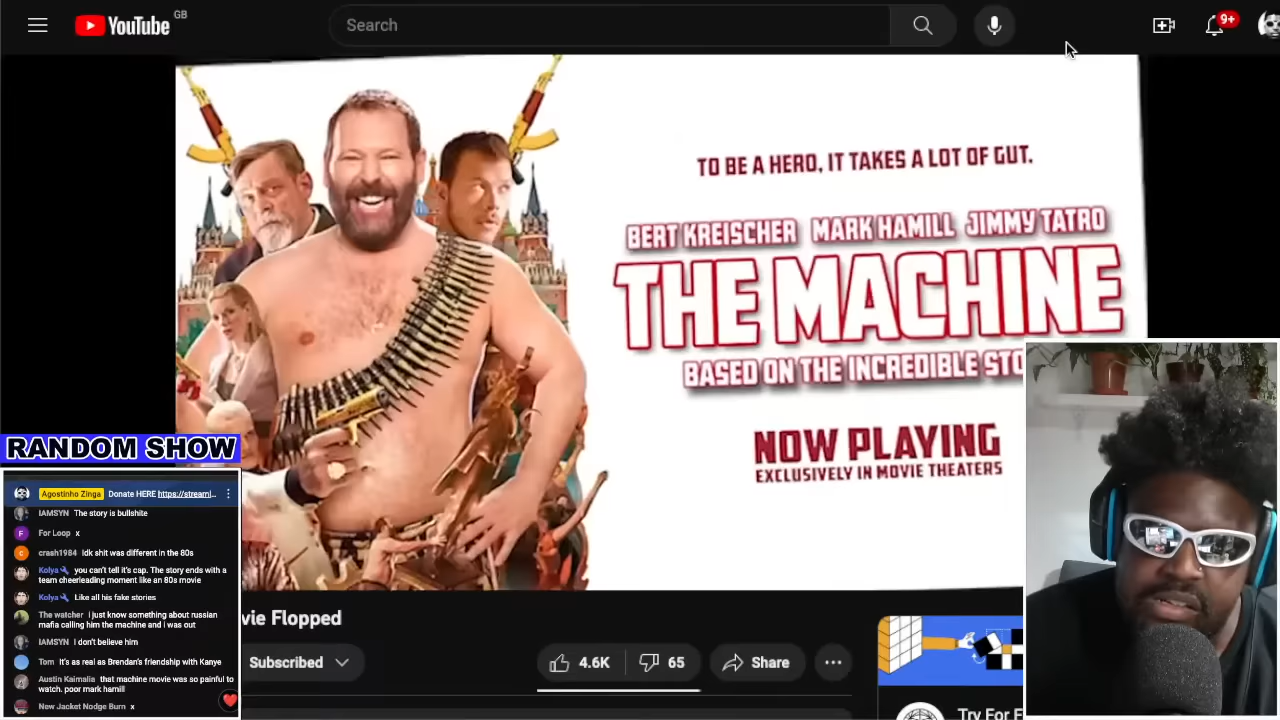 YouTube
GB
Search
9+
TO BE A HERO, IT TAKES A LOT OF GUT.
BERT KREISCHER MARK HAMILL JIMMY TATRO
THE MACHINE
BASED ON THE INCREDIBLE
NOW PLAYING
EXCLUSIVELY IN MOVIE THEATERS
RANDOM SHOW
Agostinho Zinga Donate HERE https://streaml...
IAMSYN The story is bullshite
F For Loop x
c crash1984 Idk shit was different in the 80s
Kolya you can't tell it's cap. The story ends with a
team cheerleading moment like an 80s movie
Kolya Like all his fake stories
The watcher i just know something about russian
mafia calling him the machine and i was out
IAMSYN I don't believe him
Tom It's as real as Brendan's friendship with Kanye
Austin Kaimalia that machine movie was so painful to
watch. poor mark hamill
New Jacket Nodge Burn x
Flopped
Subscribed
4.6K
65
Share
Try For